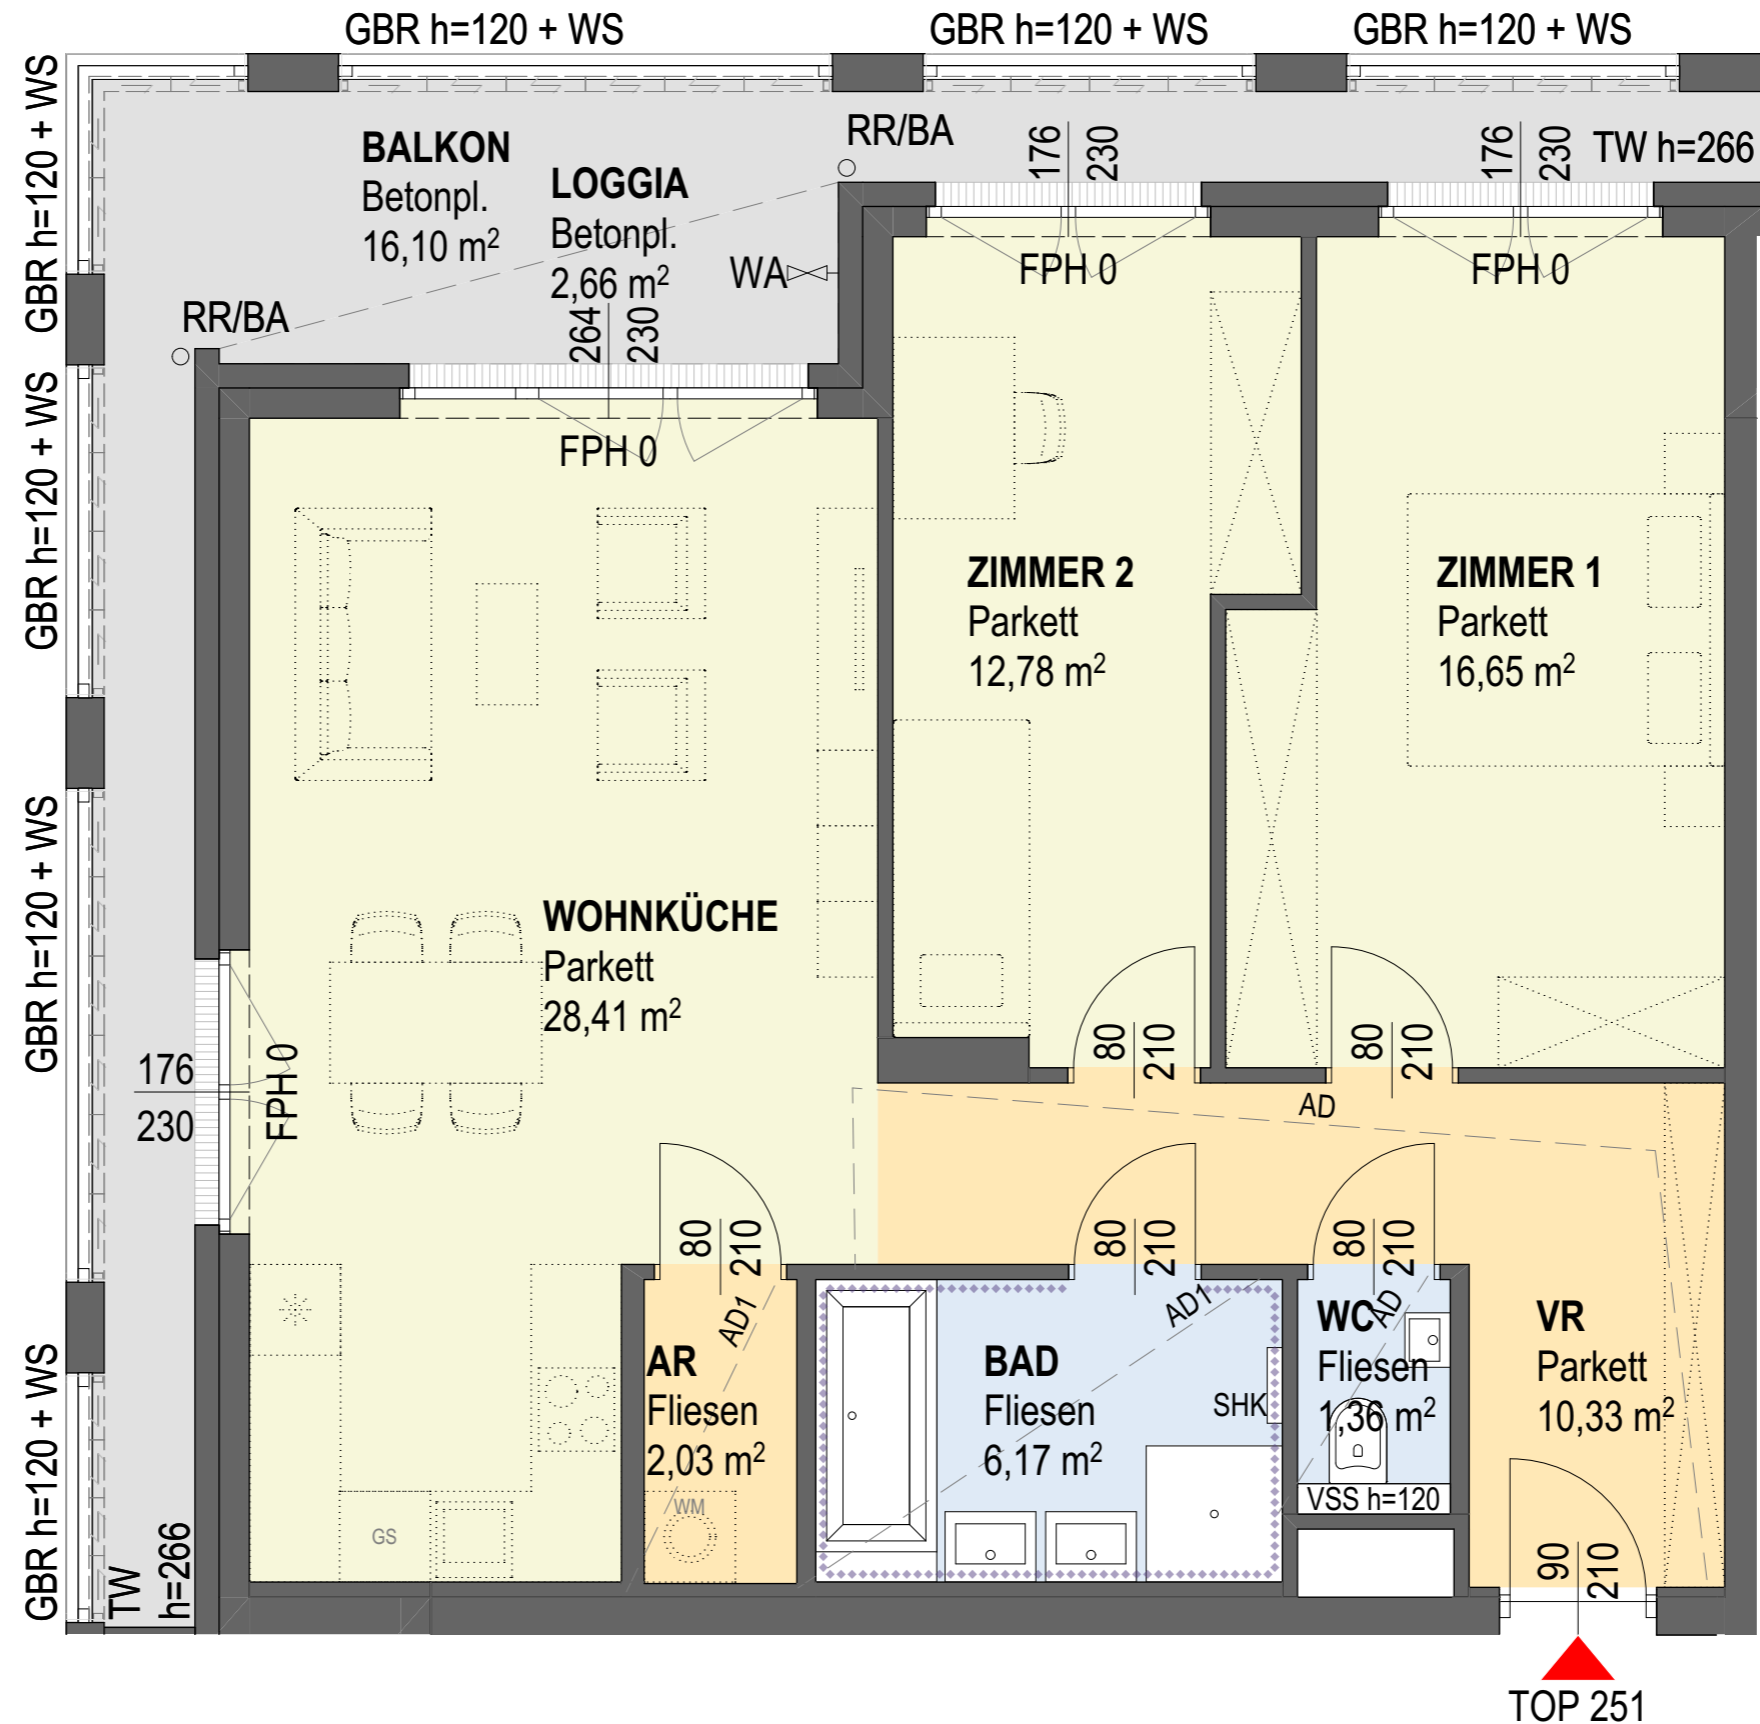 GBR h=120 + WS
GBR h=120 + WS
GBR h=120 + WS
GBR h=120 + WS
GBR h=120 + WS
GBR h=120 + WS
GBR h=120 + WS
BALKON
Betonpl.
16,10 m²
LOGGIA
Betonpl.
2,66 m²
RR/BA
RR/BA
WA
TW h=266
176
230
FPH 0
176
230
FPH 0
264
230
FPH 0
ZIMMER 2
Parkett
12,78 m²
ZIMMER 1
Parkett
16,65 m²
WOHNKÜCHE
Parkett
28,41 m²
176
230
FPH 0
80
210
80
210
AD
80
210
80
210
80
210
AD1
AD1
AD
AR
Fliesen
2,03 m²
WM
GS
BAD
Fliesen
6,17 m²
SHK
WC
Fliesen
1,36 m²
VSS h=120
VR
Parkett
10,33 m²
90
210
TW
h=266
TOP 251